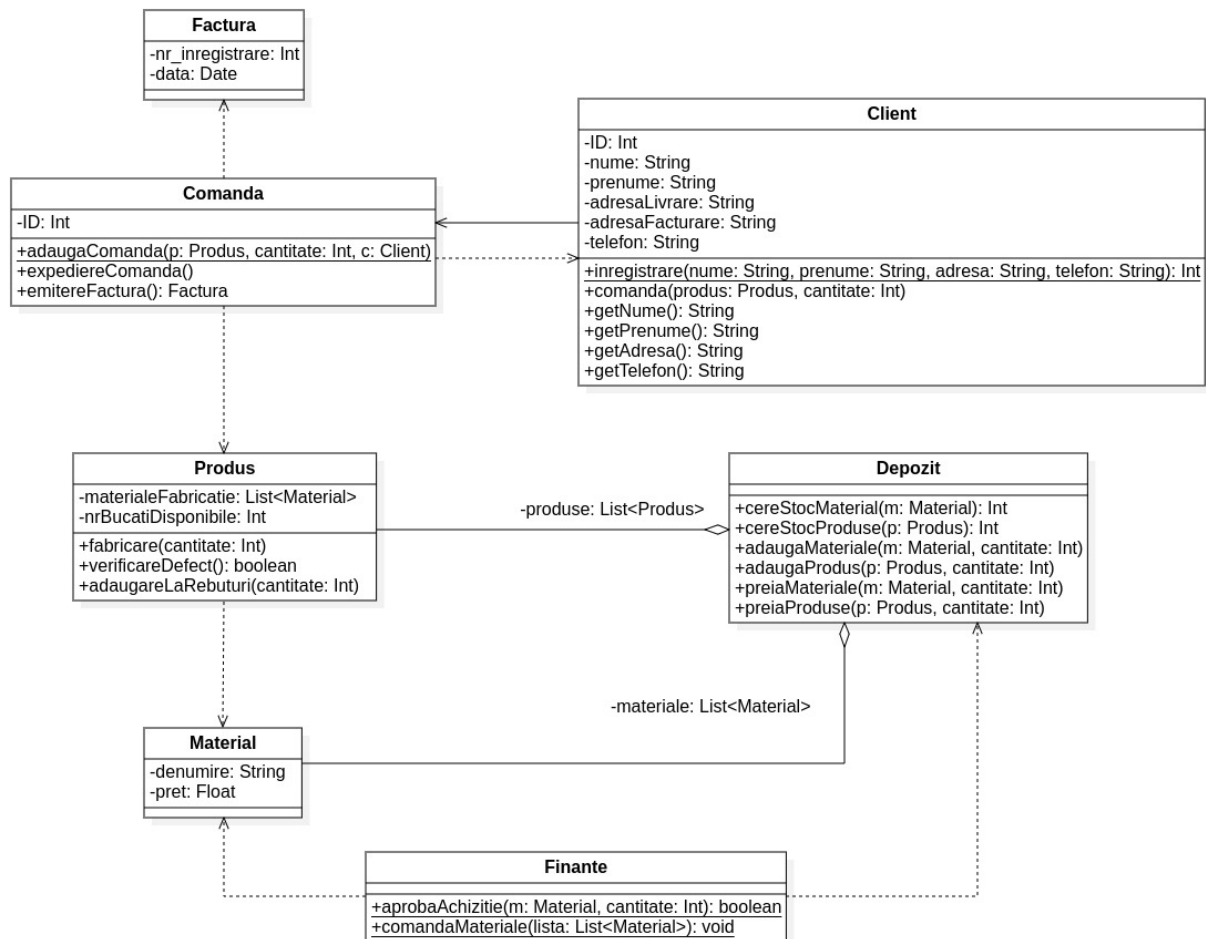 Factura
-nr_inregistrare: Int
-data: Date
Client
-ID: Int
-nume: String
-prenume: String
-adresaLivrare: String
-adresaFacturare: String
-telefon: String
+inregistrare(nume: String, prenume: String, adresa: String, telefon: String): Int
+comanda(produs: Produs, cantitate: Int)
+getNume(): String
+getPrenume(): String
+getAdresa(): String
+getTelefon(): String
Comanda
-ID: Int
+adaugaComanda(p: Produs, cantitate: Int, c: Client)
+expediereComanda()
+emitereFactura(): Factura
Produs
-materialeFabricatie: List<Material>
-nrBucatiDisponibile: Int
+fabricare(cantitate: Int)
+verificareDefect(): boolean
+adaugareLaRebuturi(cantitate: Int)
-produse: List<Produs>
Depozit
+cereStocMaterial(m: Material): Int
+cereStocProduse(p: Produs): Int
+adaugaMateriale(m: Material, cantitate: Int)
+adaugaProdus(p: Produs, cantitate: Int)
+preiaMateriale(m: Material, cantitate: Int)
+preiaProduse(p: Produs, cantitate: Int)
-materiale: List<Material>
Material
-denumire: String
-pret: Float
Finante
+aprobaAchizitie(m: Material, cantitate: Int): boolean
+comandaMateriale(lista: List<Material>): void